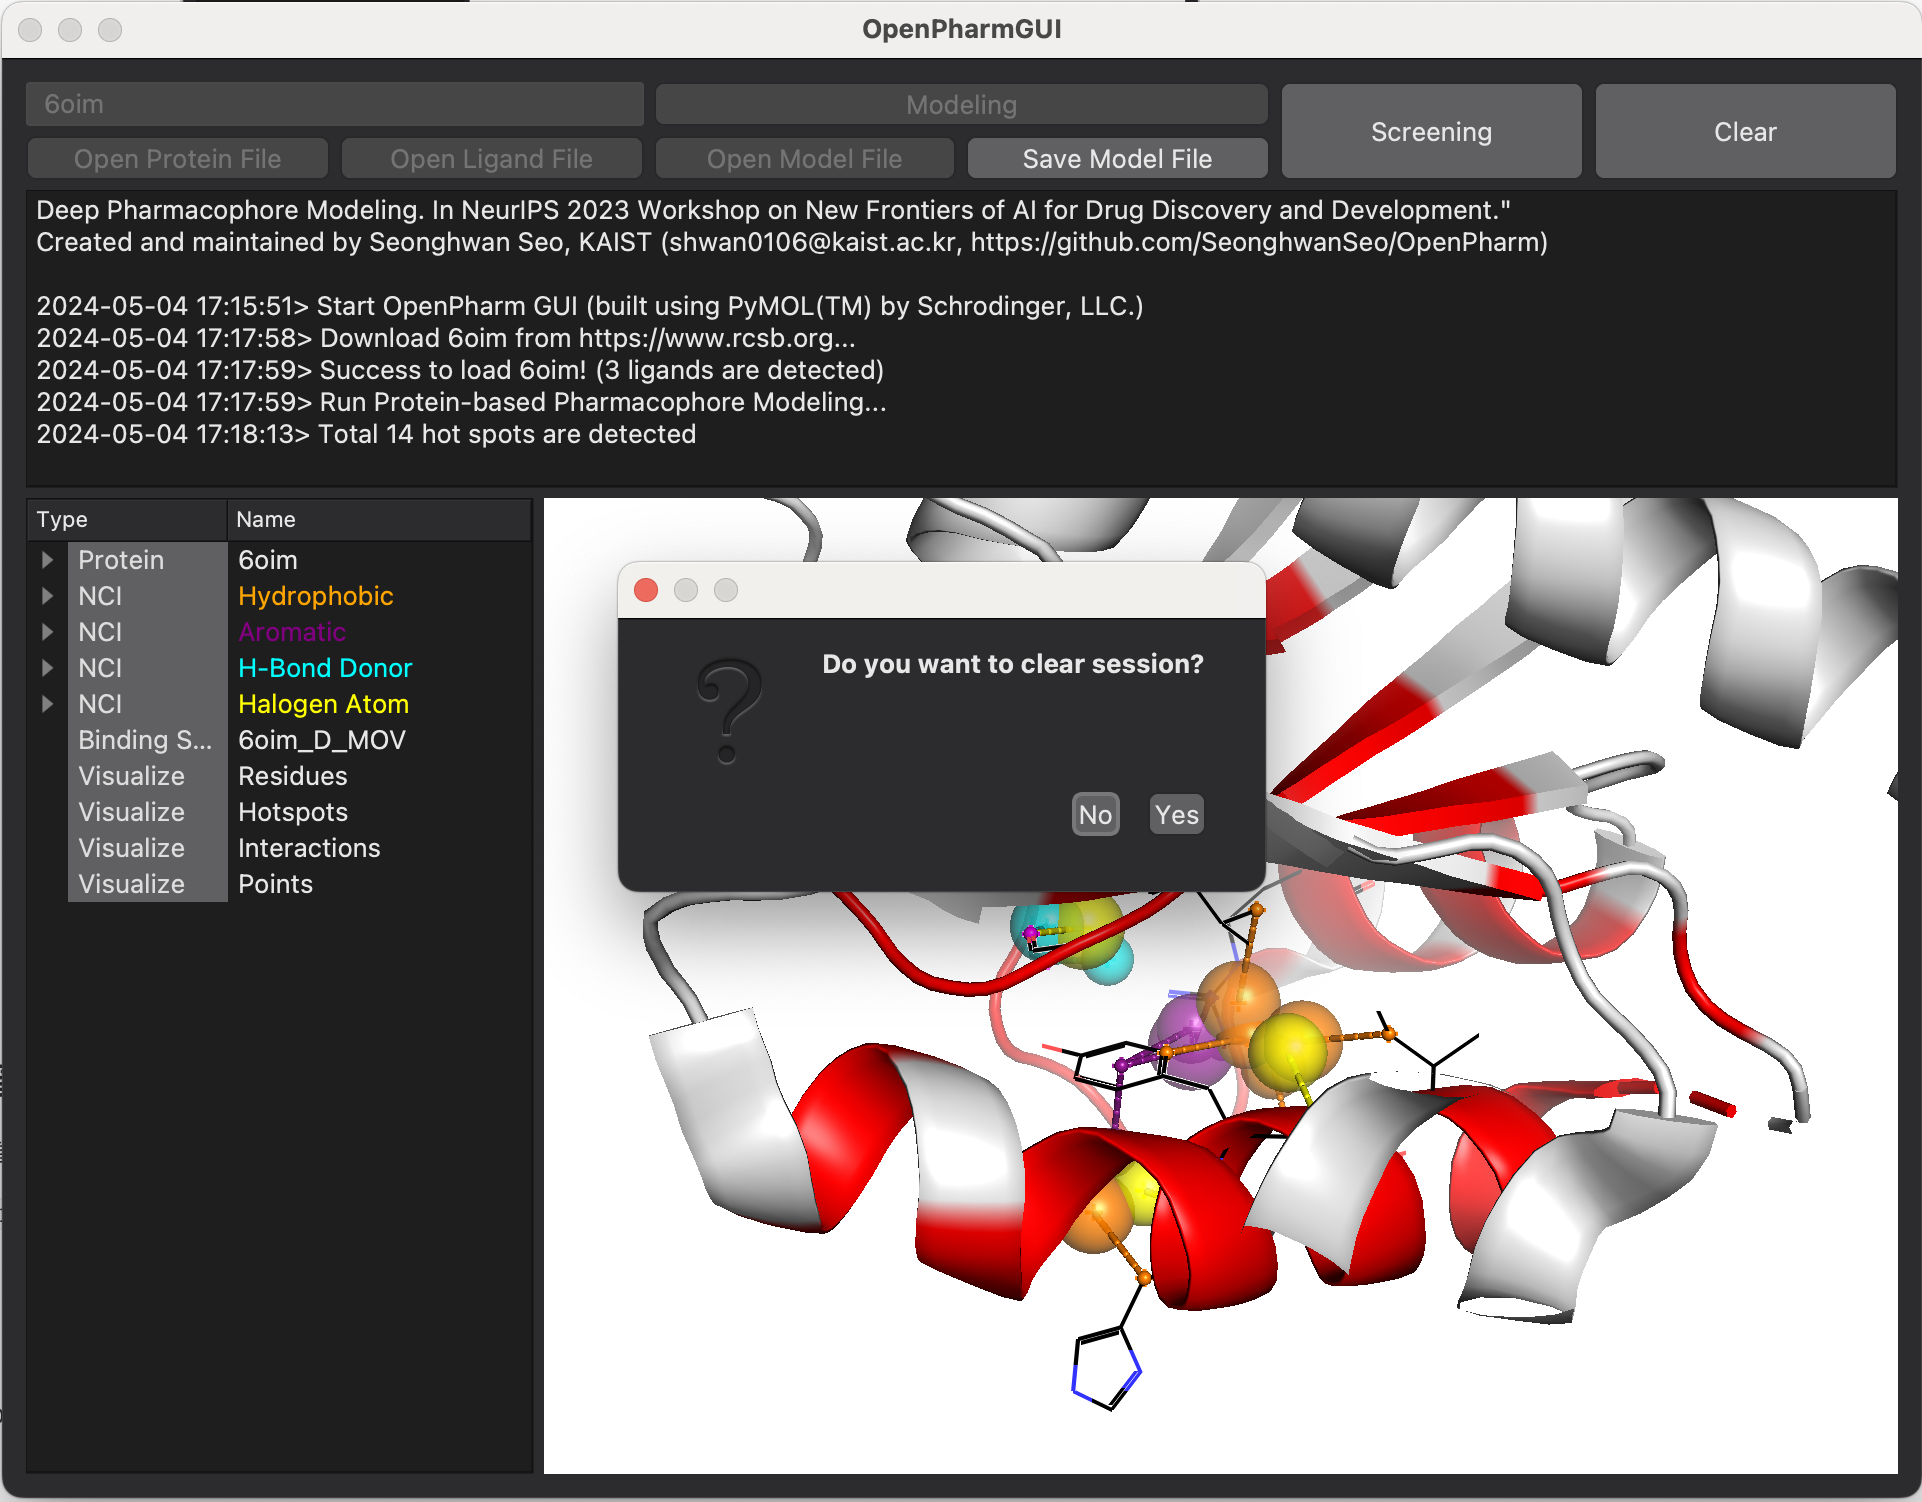 OpenPharmGUI
6oim
Modeling
Screening
Clear
Open Protein File
Open Ligand File
Open Model File
Save Model File
Deep Pharmacophore Modeling. In NeurIPS 2023 Workshop on New Frontiers of AI for Drug Discovery and Development."
Created and maintained by Seonghwan Seo, KAIST (shwan0106@kaist.ac.kr, https://github.com/SeonghwanSeo/OpenPharm)
2024-05-04 17:15:51> Start OpenPharm GUI (built using PyMOL(TM) by Schrodinger, LLC.)
2024-05-04 17:17:58> Download 6oim from https://www.rcsb.org...
2024-05-04 17:17:59> Success to load 6oim! (3 ligands are detected)
2024-05-04 17:17:59> Run Protein-based Pharmacophore Modeling...
2024-05-04 17:18:13> Total 14 hot spots are detected
Type Name
Protein 6oim
NCI Hydrophobic
NCI Aromatic
NCI H-Bond Donor
NCI Halogen Atom
Binding S... 6oim_D_MOV
Visualize Residues
Visualize Hotspots
Visualize Interactions
Visualize Points
Do you want to clear session?
No Yes